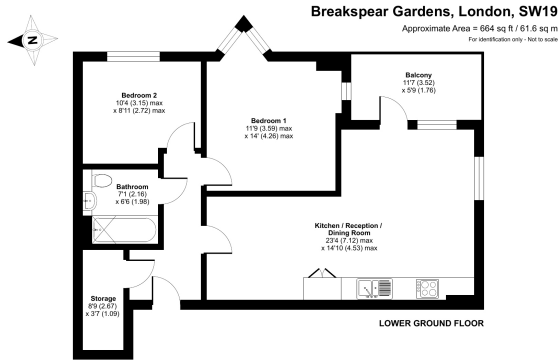 Breakspear Gardens, London, SW19
Approximate Area = 664 sq ft / 61.6 sq m
For identification only - Not to scale
N
Bedroom 2
10'4 (3.15) max
x 8'11 (2.72) max
Bedroom 1
11'9 (3.59) max
x 14' (4.26) max
Balcony
11'7 (3.52)
x 5'9 (1.76)
Bathroom
7'1 (2.16)
x 6'6 (1.98)
Kitchen / Reception /
Dining Room
23'4 (7.12) max
x 14'10 (4.53) max
Storage
8'9 (2.67)
x 3'7 (1.09)
LOWER GROUND FLOOR